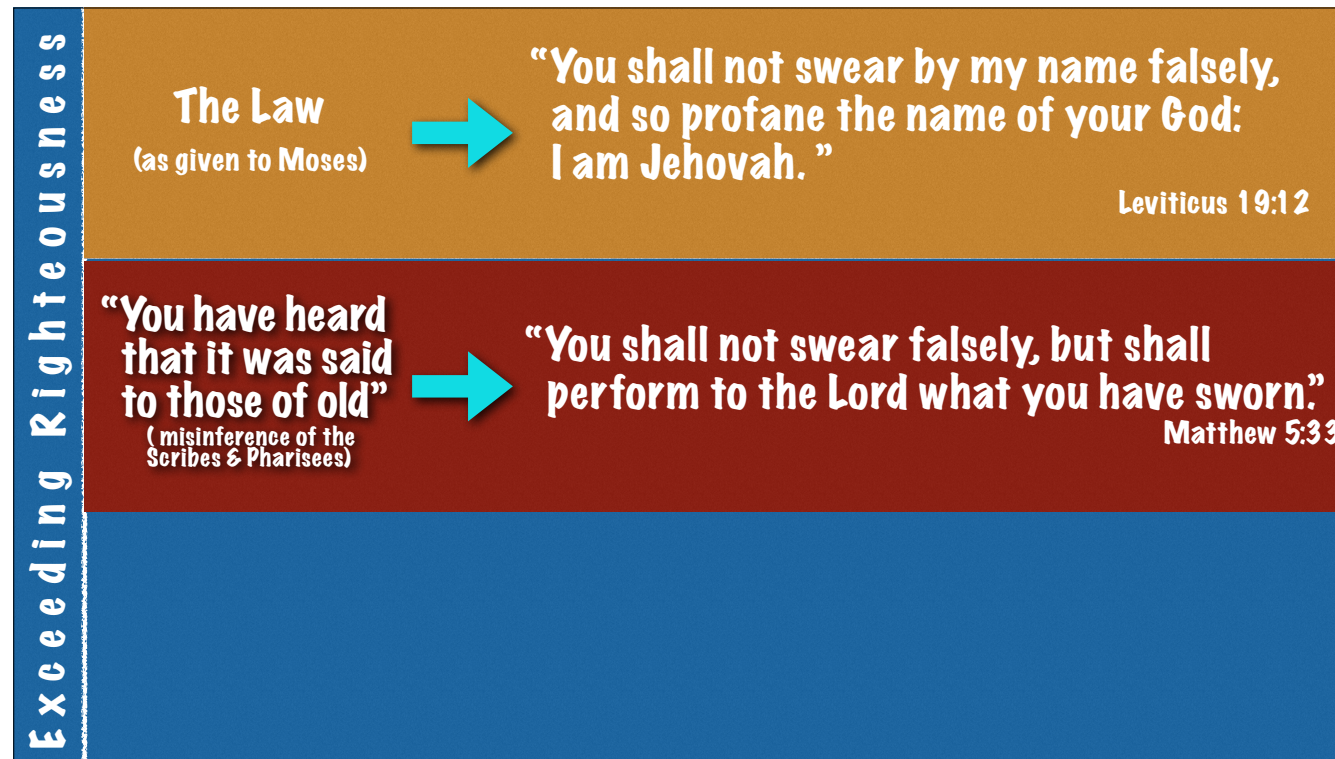 Exceeding Righteousness
The Law
(as given to Moses)
“You shall not swear by my name falsely,
and so profane the name of your God:
I am Jehovah. ”
Leviticus 19:12
“You have heard
that it was said
to those of old”
( misinference of the
Scribes & Pharisees)
“You shall not swear falsely, but shall
perform to the Lord what you have sworn.”
Matthew 5:33